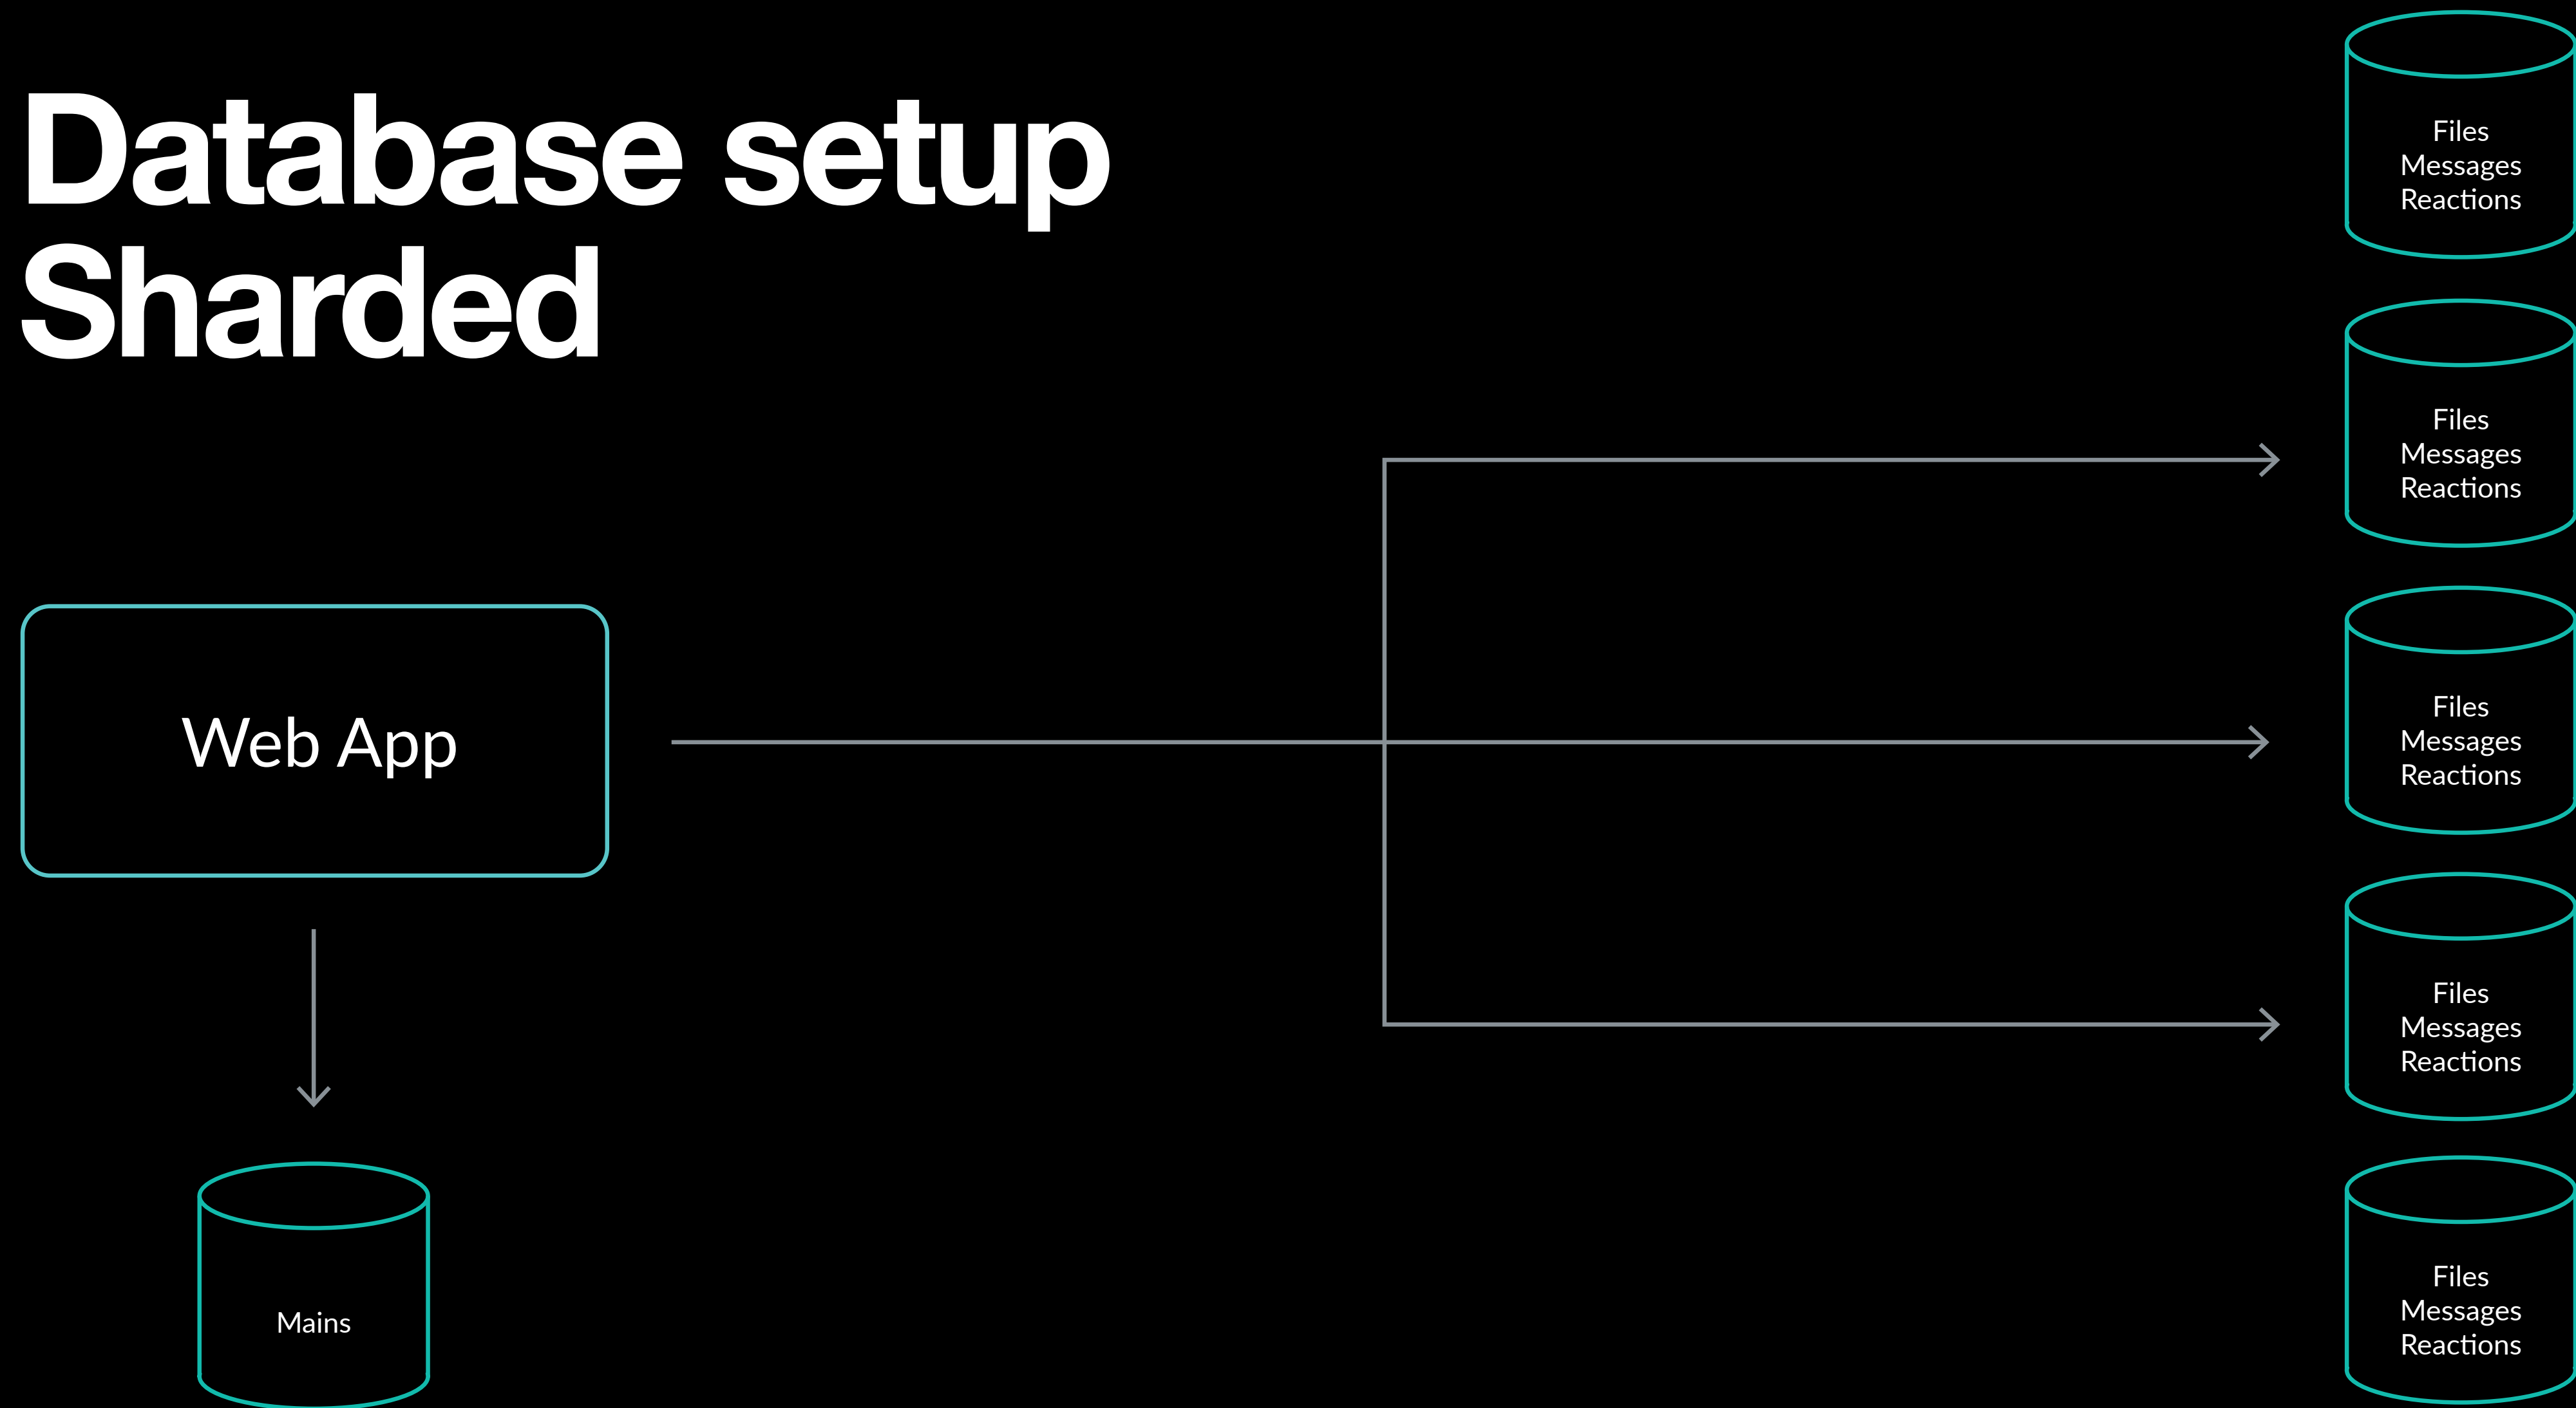 Database setup
Sharded
Files
Messages
Reactions
Files
Messages
Reactions
Web App
Files
Messages
Reactions
Files
Messages
Reactions
Mains
Files
Messages
Reactions